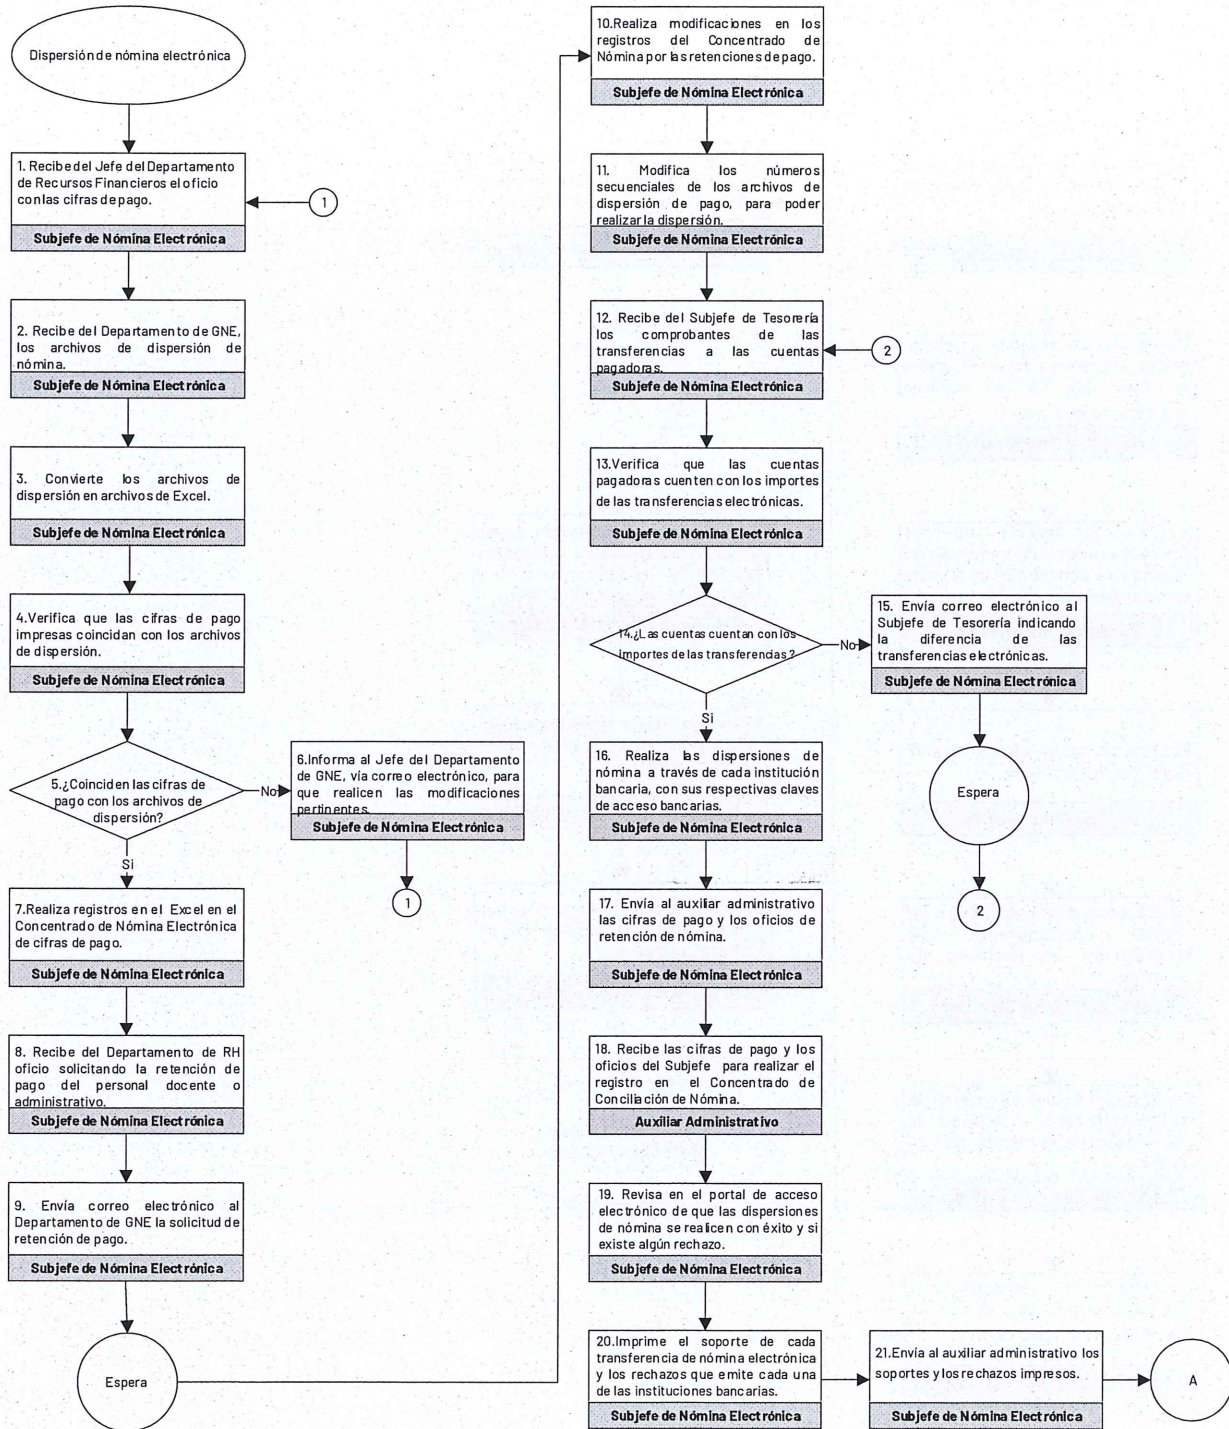 Dispersión de nómina electrónica
1. Recibe del Jefe del Departamento
de Recursos Financieros el oficio
con las cifras de pago.
Subjefe de Nómina Electrónica
1
2. Recibe del Departamento de GNE,
los archivos de dispersión de
nómina.
Subjefe de Nómina Electrónica
3. Convierte los archivos de
dispersión en archivos de Excel.
Subjefe de Nómina Electrónica
4.Verifica que las cifras de pago
impresas coincidan con los archivos
de dispersión.
Subjefe de Nómina Electrónica
5.¿Coinciden las cifras de
pago con los archivos de
dispersión?
No
6.Informa al Jefe del Departamento
de GNE, vía correo electrónico, para
que realicen las modificaciones
pertinentes.
Subjefe de Nómina Electrónica
1
Si
7.Realiza registros en el Excel en el
Concentrado de Nómina Electrónica
de cifras de pago.
Subjefe de Nómina Electrónica
8. Recibe del Departamento de RH
oficio solicitando la retención de
pago del personal docente o
administrativo.
Subjefe de Nómina Electrónica
9. Envía correo electrónico al
Departamento de GNE la solicitud de
retención de pago.
Subjefe de Nómina Electrónica
Espera
10.Realiza modificaciones en los
registros del Concentrado de
Nómina por las retenciones de pago.
Subjefe de Nómina Electrónica
11. Modifica los números
secuenciales de los archivos de
dispersión de pago, para poder
realizar la dispersión.
Subjefe de Nómina Electrónica
12. Recibe del Subjefe de Tesorería
los comprobantes de las
transferencias a las cuentas
pagadoras.
Subjefe de Nómina Electrónica
2
13.Verifica que las cuentas
pagadoras cuenten con los importes
de las transferencias electrónicas.
Subjefe de Nómina Electrónica
14.¿Las cuentas cuentan con los
importes de las transferencias?
No
15. Envía correo electrónico al
Subjefe de Tesorería indicando
la diferencia de las
transferencias electrónicas.
Subjefe de Nómina Electrónica
Espera
2
Si
16. Realiza las dispersiones de
nómina a través de cada institución
bancaria, con sus respectivas claves
de acceso bancarias.
Subjefe de Nómina Electrónica
17. Envía al auxiliar administrativo
las cifras de pago y los oficios de
retención de nómina.
Subjefe de Nómina Electrónica
18. Recibe las cifras de pago y los
oficios del Subjefe para realizar el
registro en el Concentrado de
Conciliación de Nómina.
Auxiliar Administrativo
19. Revisa en el portal de acceso
electrónico de que las dispersiones
de nómina se realicen con éxito y si
existe algún rechazo.
Subjefe de Nómina Electrónica
20.Imprime el soporte de cada
transferencia de nómina electrónica
y los rechazos que emite cada una
de las instituciones bancarias.
Subjefe de Nómina Electrónica
21.Envía al auxiliar administrativo los
soportes y los rechazos impresos.
Subjefe de Nómina Electrónica
A